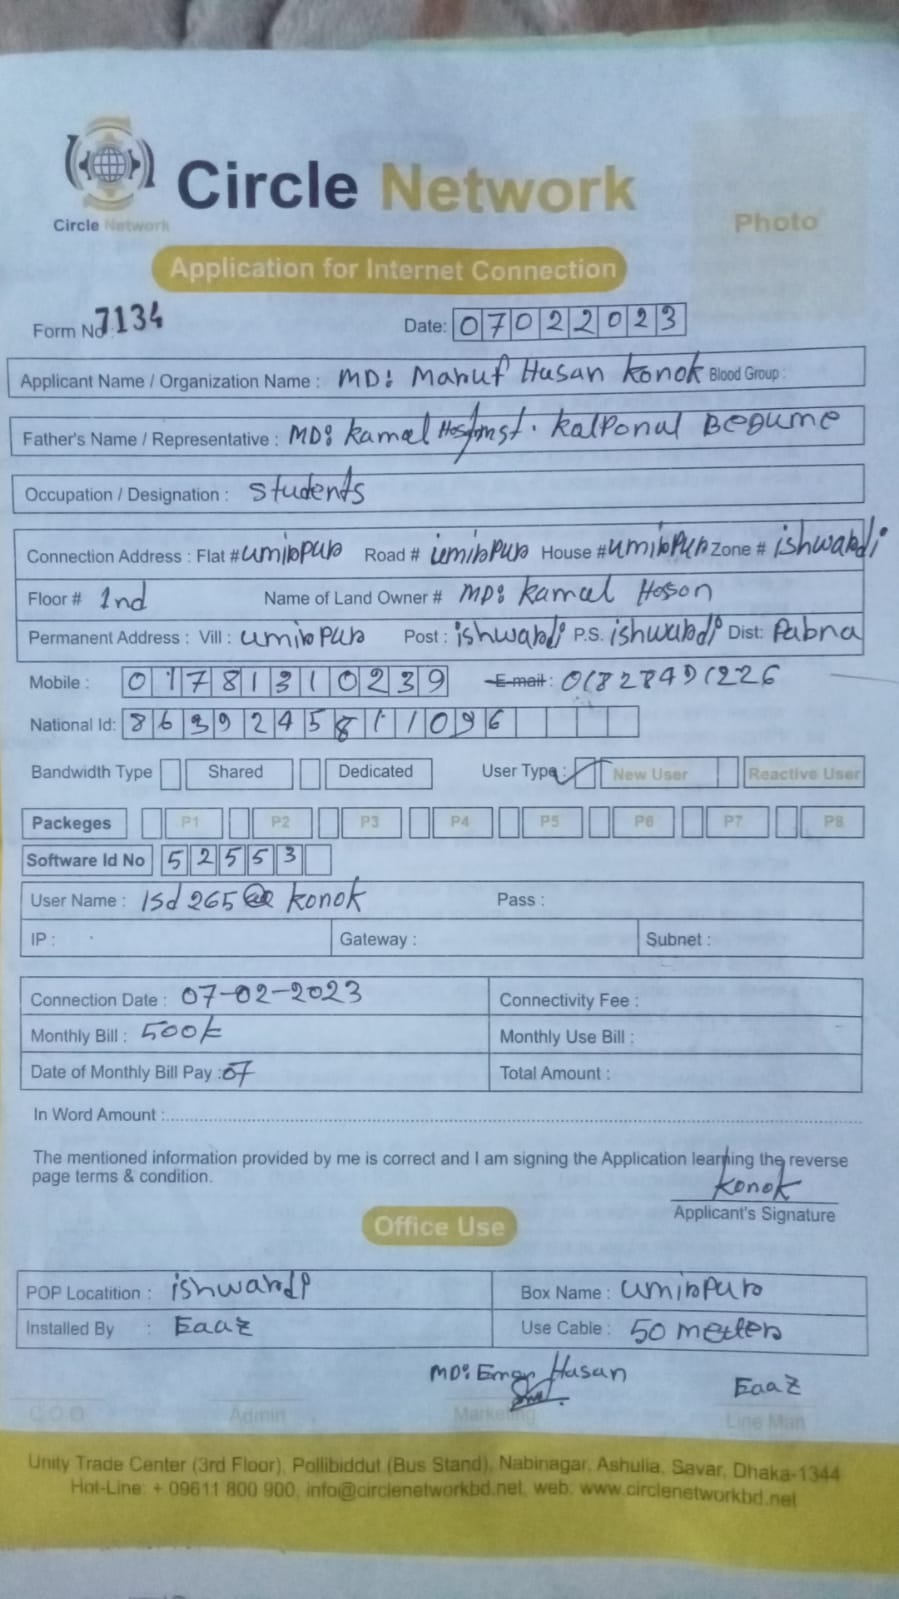 Circle Network
Circle Network
Photo
Application for Internet Connection
Form No 7134
Date: 07022023
Applicant Name / Organization Name : MD: Maruf Hasan Konok Blood Group :
Father's Name / Representative : MD: kamal kalponal Begume
Occupation / Designation : students
Connection Address : Flat # umirpur Road # umirpur House # umirpur Zone # ishwardi
Floor # 1nd Name of Land Owner # MD: kamal Hoson
Permanent Address : Vill : umirpur Post : ishwardi P.S. ishwardi Dist: Pabna
Mobile : 01781310239 E-mail : 01828491226
National Id: 8639245811096
Bandwidth Type Shared Dedicated User Type : New User Reactive User
Packeges P1 P2 P3 P4 P5 P6 P7 P8
Software Id No 52553
User Name : Isd265@ konok Pass :
IP : Gateway : Subnet :
Connection Date : 07-02-2023 Connectivity Fee :
Monthly Bill : 500k Monthly Use Bill :
Date of Monthly Bill Pay : 07 Total Amount :
In Word Amount :
The mentioned information provided by me is correct and I am signing the Application learning the reverse
page terms & condition.
Konok
Applicant's Signature
Office Use
POP Locatition : ishwardi Box Name : umirpur
Installed By : Eaaz Use Cable : 50 metters
MD: Hasan Eaaz
C.O.O Admin Marketing Line Man
Unity Trade Center (3rd Floor), Pollibiddut (Bus Stand), Nabinagar, Ashulia, Savar, Dhaka-1344
Hot-Line: + 09611 800 900, info@circlenetworkbd.net, web: www.circlenetworkbd.net